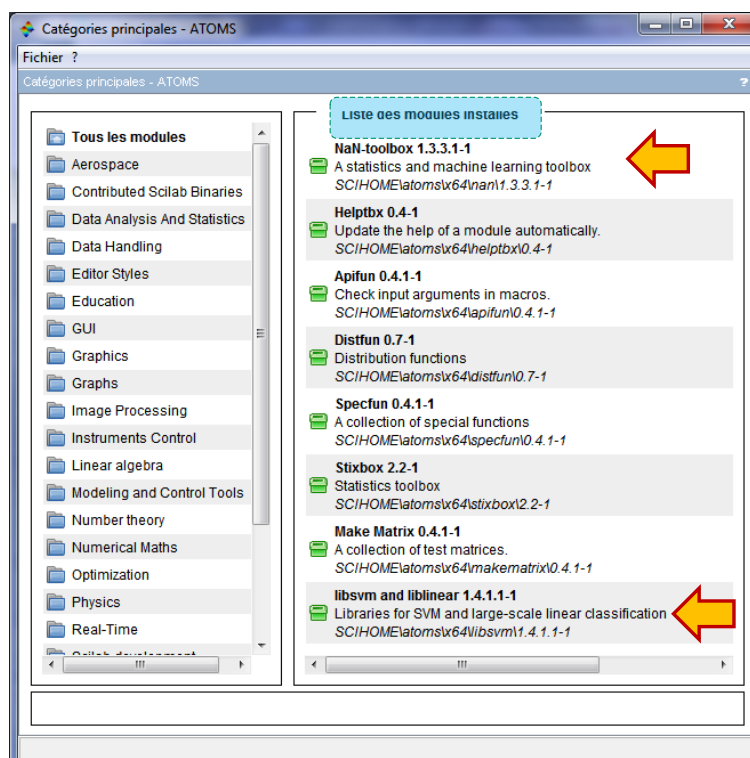 Catégories principales - ATOMS
Fichier ?
Catégories principales - ATOMS ?
Tous les modules
Aerospace
Contributed Scilab Binaries
Data Analysis And Statistics
Data Handling
Editor Styles
Education
GUI
Graphics
Graphs
Image Processing
Instruments Control
Linear algebra
Modeling and Control Tools
Number theory
Numerical Maths
Optimization
Physics
Real-Time
Scilab development
Liste des modules installés
NaN-toolbox 1.3.3.1-1
A statistics and machine learning toolbox
SCIHOME\atoms\x64\nan\1.3.3.1-1
Helptbx 0.4-1
Update the help of a module automatically.
SCIHOME\atoms\x64\helptbx\0.4-1
Apifun 0.4.1-1
Check input arguments in macros.
SCIHOME\atoms\x64\apifun\0.4.1-1
Distfun 0.7-1
Distribution functions
SCIHOME\atoms\x64\distfun\0.7-1
Specfun 0.4.1-1
A collection of special functions
SCIHOME\atoms\x64\specfun\0.4.1-1
Stixbox 2.2-1
Statistics toolbox
SCIHOME\atoms\x64\stixbox\2.2-1
Make Matrix 0.4.1-1
A collection of test matrices.
SCIHOME\atoms\x64\makematrix\0.4.1-1
libsvm and liblinear 1.4.1.1-1
Libraries for SVM and large-scale linear classification
SCIHOME\atoms\x64\libsvm\1.4.1.1-1